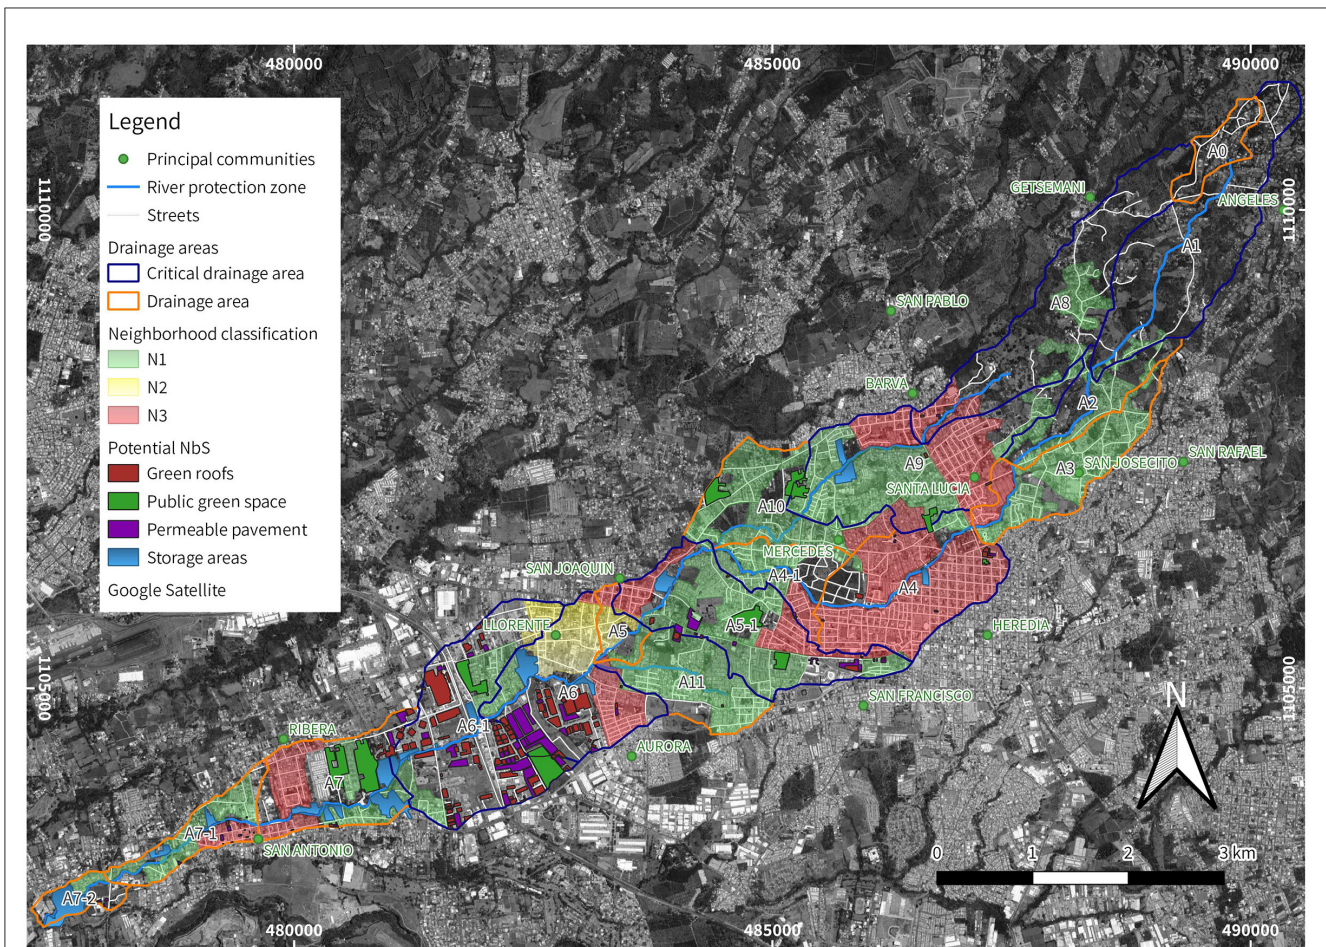 480000
485000
490000
Legend
Principal communities
River protection zone
Streets
Drainage areas
Critical drainage area
Drainage area
Neighborhood classification
N1
N2
N3
Potential NbS
Green roofs
Public green space
Permeable pavement
Storage areas
Google Satellite
1110000
1110000
1105000
1105000
A0
GETSEMANI
ANGELES
A1
SAN PABLO
A8
BARVA
A2
A9
A3
SAN JOSECITO
SAN RAFAEL
SANTA LUCIA
A10
MERCEDES
SAN JOAQUIN
A4-1
A4
LLORENTE
A5
A5-1
HEREDIA
A11
A6
SAN FRANCISCO
A6-1
N
RIBERA
AURORA
A7
A7-1
SAN ANTONIO
A7-2
0
1
2
3 km
480000
485000
490000